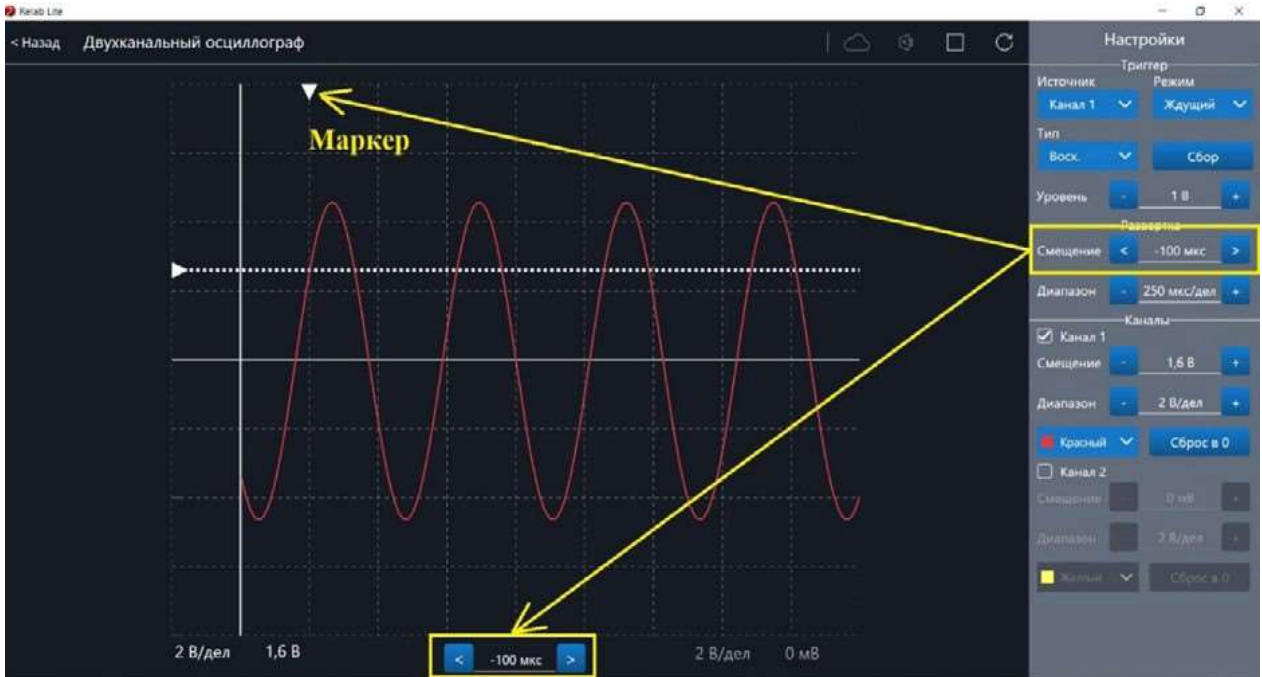 Relab Lite
< Назад Двухканальный осциллограф
Настройки
Триггер
Источник Режим
Канал 1 Ждущий
Тип
Восх. Сбор
Уровень - 1 В +
Развертка
Смещение < -100 мкс >
Диапазон - 250 мкс/дел +
Каналы
Канал 1
Смещение - 1,6 В +
Диапазон - 2 В/дел +
Красный Сброс в 0
Канал 2
Смещение - 0 мВ +
Диапазон - 2 В/дел +
Желтый Сброс в 0
Маркер
2 В/дел 1,6 В < -100 мкс > 2 В/дел 0 мВ